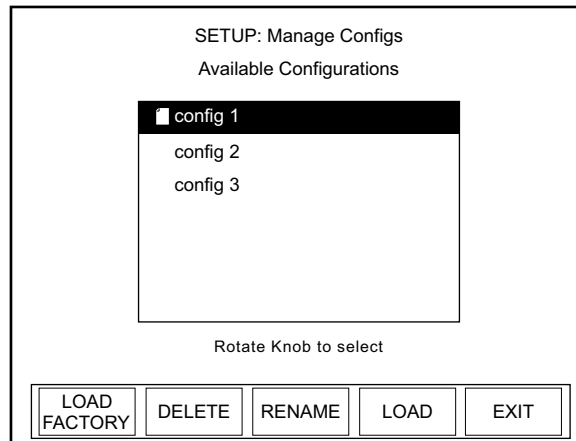 SETUP: Manage Configs
Available Configurations
config 1
config 2
config 3
Rotate Knob to select
LOAD
FACTORY
DELETE
RENAME
LOAD
EXIT